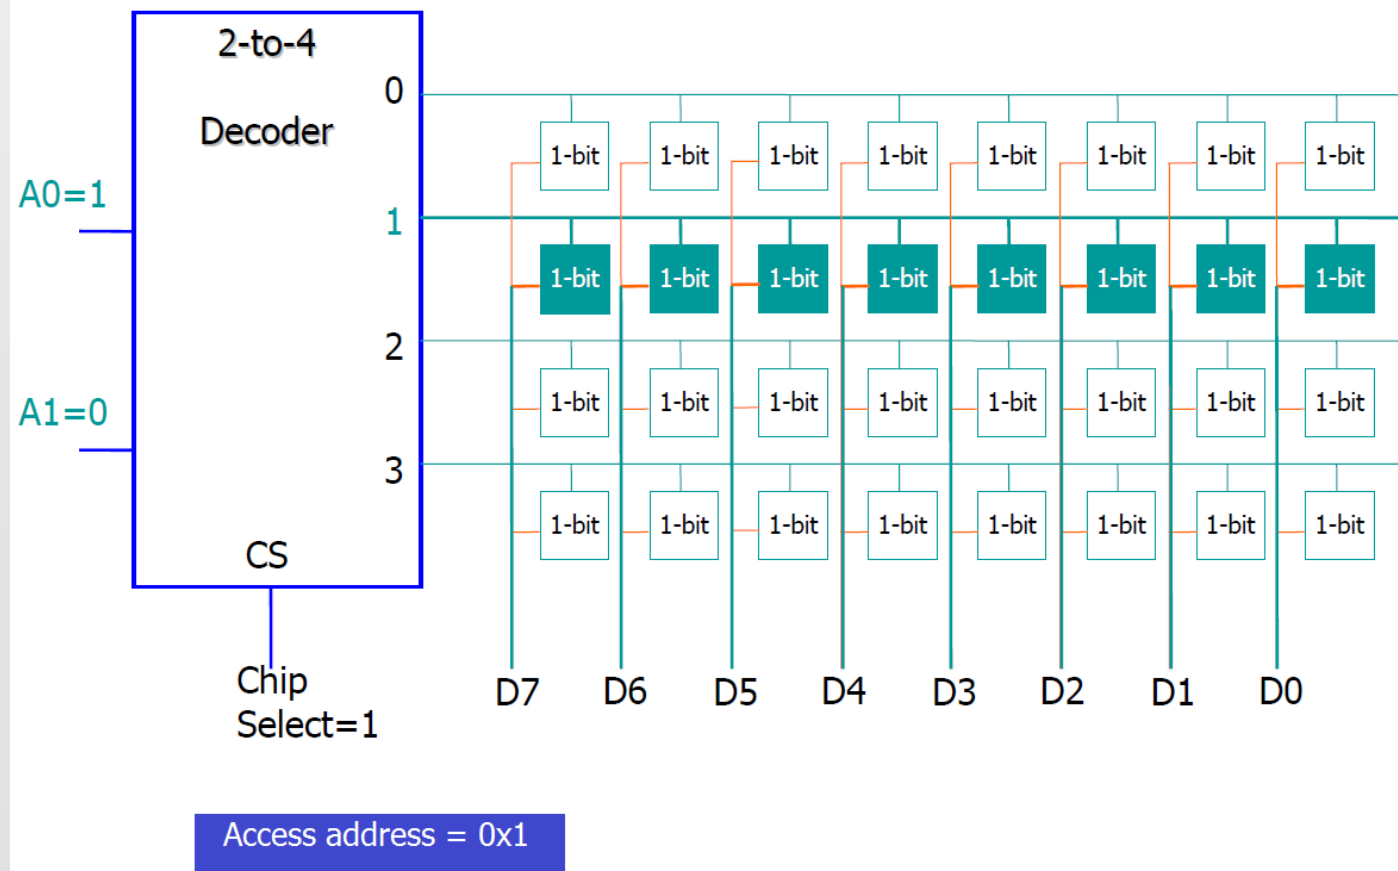 2-to-4
Decoder
A0=1
A1=0
CS
Chip
Select=1
0
1-bit 1-bit 1-bit 1-bit 1-bit 1-bit 1-bit 1-bit
1
1-bit 1-bit 1-bit 1-bit 1-bit 1-bit 1-bit 1-bit
2
1-bit 1-bit 1-bit 1-bit 1-bit 1-bit 1-bit 1-bit
3
1-bit 1-bit 1-bit 1-bit 1-bit 1-bit 1-bit 1-bit
D7 D6 D5 D4 D3 D2 D1 D0
Access address = 0x1